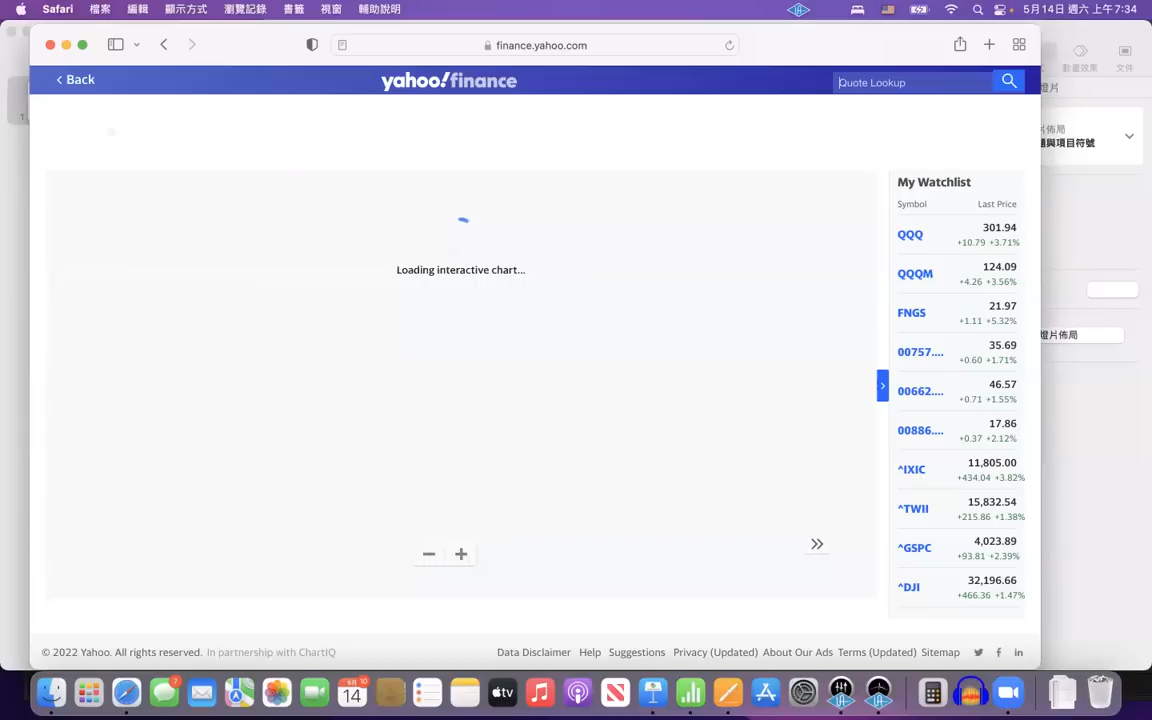 Safari 檔案 編輯 顯示方式 瀏覽記錄 書籤 視窗 輔助說明 5月14日 週六 上午7:34
finance.yahoo.com
動畫效果 文件
Back yahoo!finance Quote Lookup
1
Loading interactive chart...
My Watchlist
Symbol Last Price
QQQ 301.94
+10.79 +3.71%
QQQM 124.09
+4.26 +3.56%
FNGS 21.97
+1.11 +5.32%
00757.... 35.69
+0.60 +1.71%
00662.... 46.57
+0.71 +1.55%
00886.... 17.86
+0.37 +2.12%
^IXIC 11,805.00
+434.04 +3.82%
^TWII 15,832.54
+215.86 +1.38%
^GSPC 4,023.89
+93.81 +2.39%
^DJI 32,196.66
+466.36 +1.47%
燈片
片佈局
題與項目符號
燈片佈局
© 2022 Yahoo. All rights reserved. In partnership with ChartIQ Data Disclaimer Help Suggestions Privacy (Updated) About Our Ads Terms (Updated) Sitemap
7
5月 10
14
tv